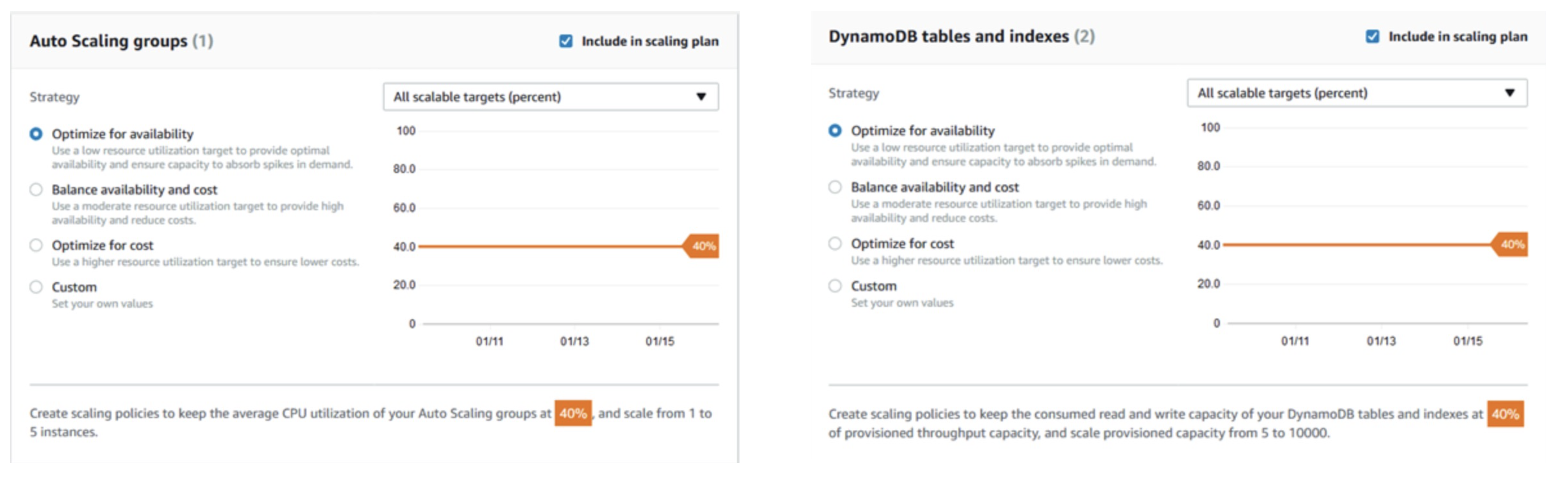 Auto Scaling groups (1)
Include in scaling plan
Strategy
All scalable targets (percent)
Optimize for availability
Use a low resource utilization target to provide optimal
availability and ensure capacity to absorb spikes in demand.
Balance availability and cost
Use a moderate resource utilization target to provide high
availability and reduce costs.
Optimize for cost
Use a higher resource utilization target to ensure lower costs.
Custom
Set your own values
100
80.0
60.0
40.0
40%
20.0
0
01/11 01/13 01/15
Create scaling policies to keep the average CPU utilization of your Auto Scaling groups at 40% , and scale from 1 to
5 instances.
DynamoDB tables and indexes (2)
Include in scaling plan
Strategy
All scalable targets (percent)
Optimize for availability
Use a low resource utilization target to provide optimal
availability and ensure capacity to absorb spikes in demand.
Balance availability and cost
Use a moderate resource utilization target to provide high
availability and reduce costs.
Optimize for cost
Use a higher resource utilization target to ensure lower costs.
Custom
Set your own values
100
80.0
60.0
40.0
40%
20.0
0
01/11 01/13 01/15
Create scaling policies to keep the consumed read and write capacity of your DynamoDB tables and indexes at 40%
of provisioned throughput capacity, and scale provisioned capacity from 5 to 10000.